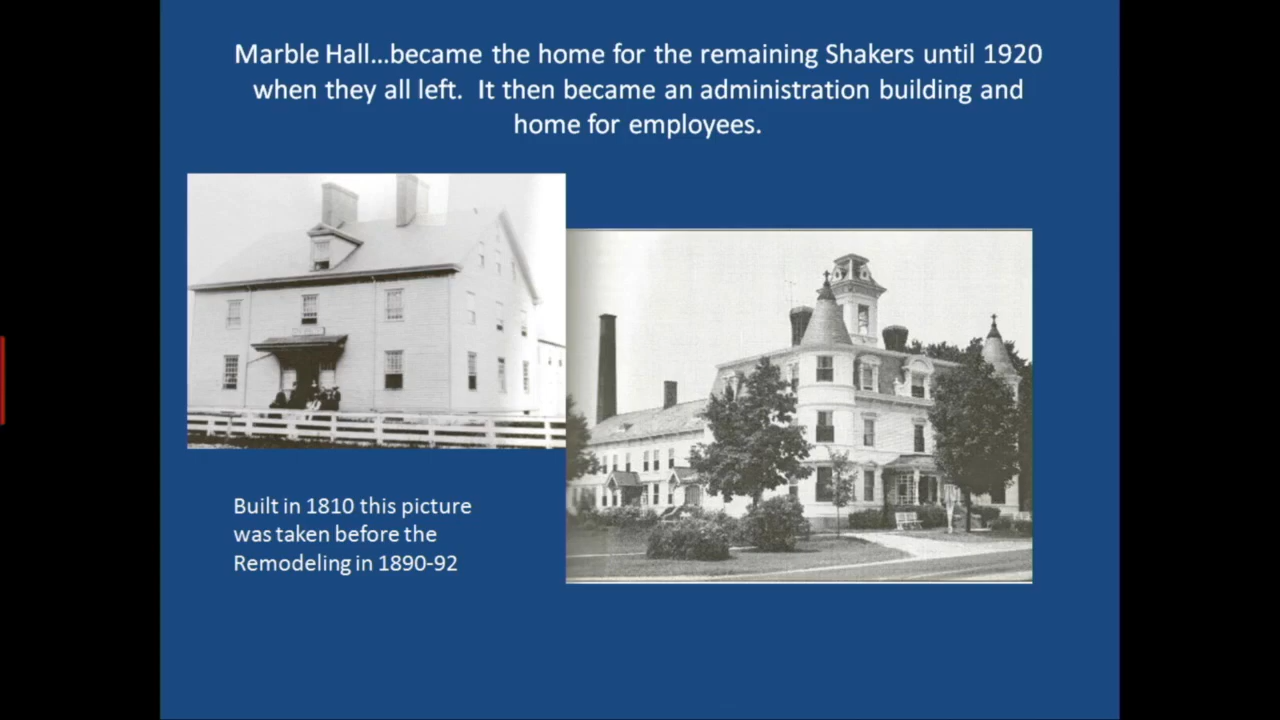 Marble Hall...became the home for the remaining Shakers until 1920
when they all left.  It then became an administration building and
home for employees.
Built in 1810 this picture
was taken before the
Remodeling in 1890-92